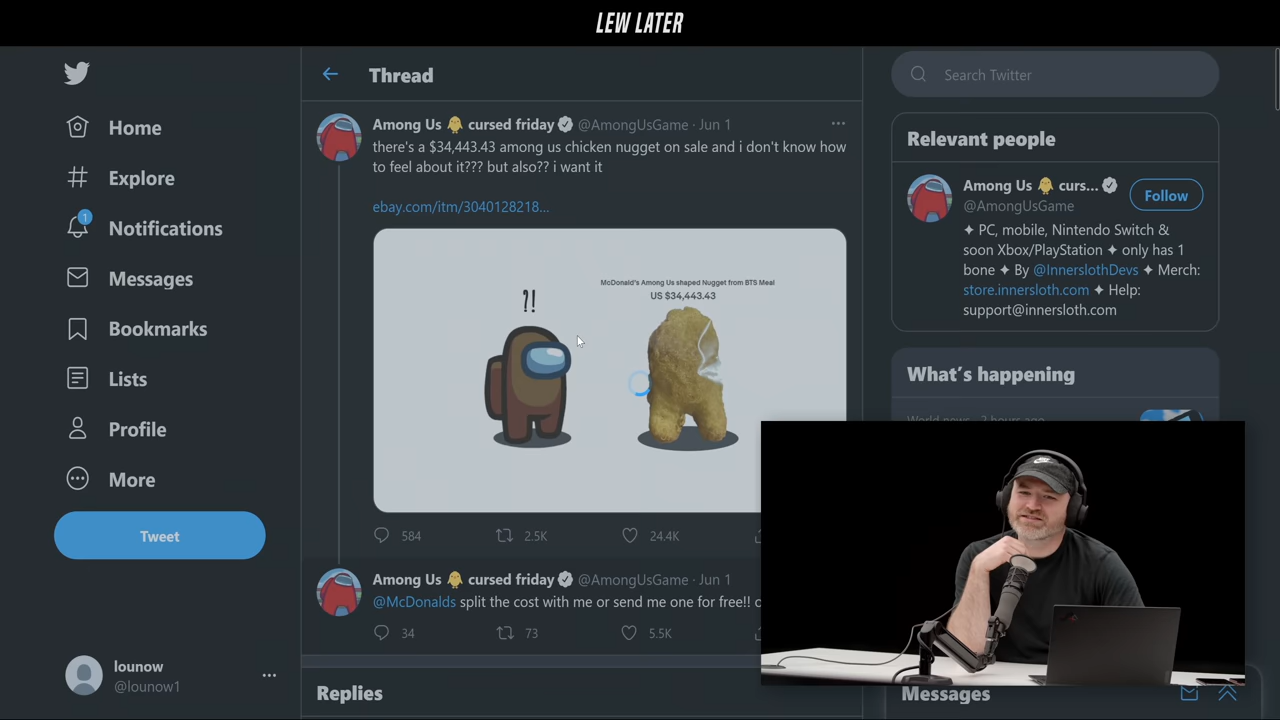 LEW LATER
Home
Explore
1
Notifications
Messages
Bookmarks
Lists
Profile
More
Tweet
lounow
@lounow1
Thread
Among Us cursed friday @AmongUsGame · Jun 1
there's a $34,443.43 among us chicken nugget on sale and i don't know how
to feel about it??? but also?? i want it
ebay.com/itm/3040128218...
?!
McDonald's Among Us shaped Nugget from BTS Meal
US $34,443.43
584 2.5K 24.4K
Among Us cursed friday @AmongUsGame · Jun 1
@McDonalds split the cost with me or send me one for free!!
34 73 5.5K
Replies
Search Twitter
Relevant people
Among Us curs...
@AmongUsGame
Follow
✦ PC, mobile, Nintendo Switch &
soon Xbox/PlayStation ✦ only has 1
bone ✦ By @InnerslothDevs ✦ Merch:
store.innersloth.com ✦ Help:
support@innersloth.com
What's happening
World news · 2 hours ago
Messages